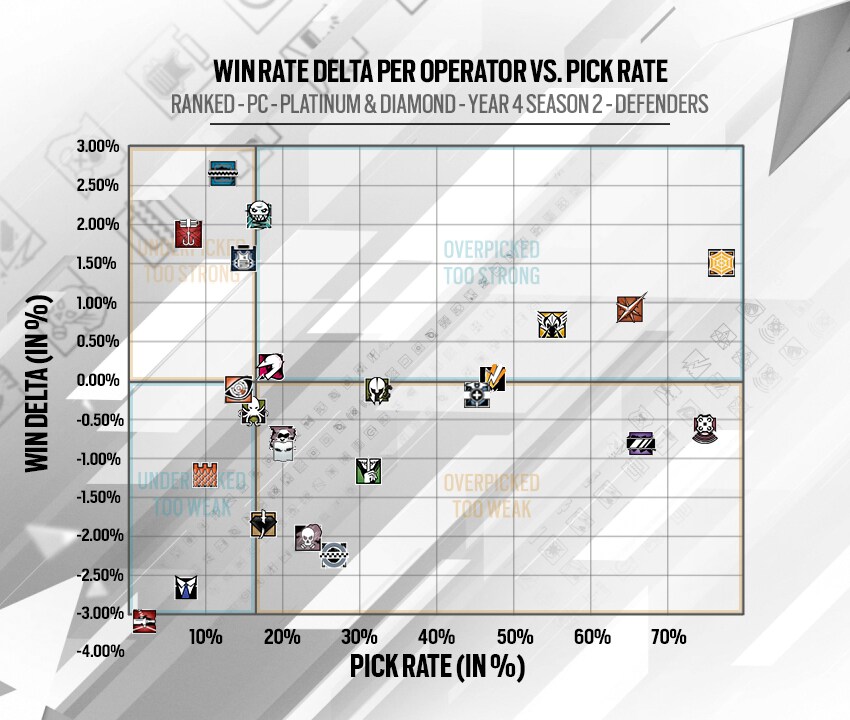 WIN RATE DELTA PER OPERATOR VS. PICK RATE
RANKED - PC - PLATINUM & DIAMOND - YEAR 4 SEASON 2 - DEFENDERS
3.00%
2.50%
2.00%
1.50%
1.00%
0.50%
0.00%
-0.50%
-1.00%
-1.50%
-2.00%
-2.50%
-3.00%
-4.00%
WIN DELTA (IN %)
UNDERPICKED
TOO STRONG
OVERPICKED
TOO STRONG
UNDERPICKED
TOO WEAK
OVERPICKED
TOO WEAK
10% 20% 30% 40% 50% 60% 70%
PICK RATE (IN %)